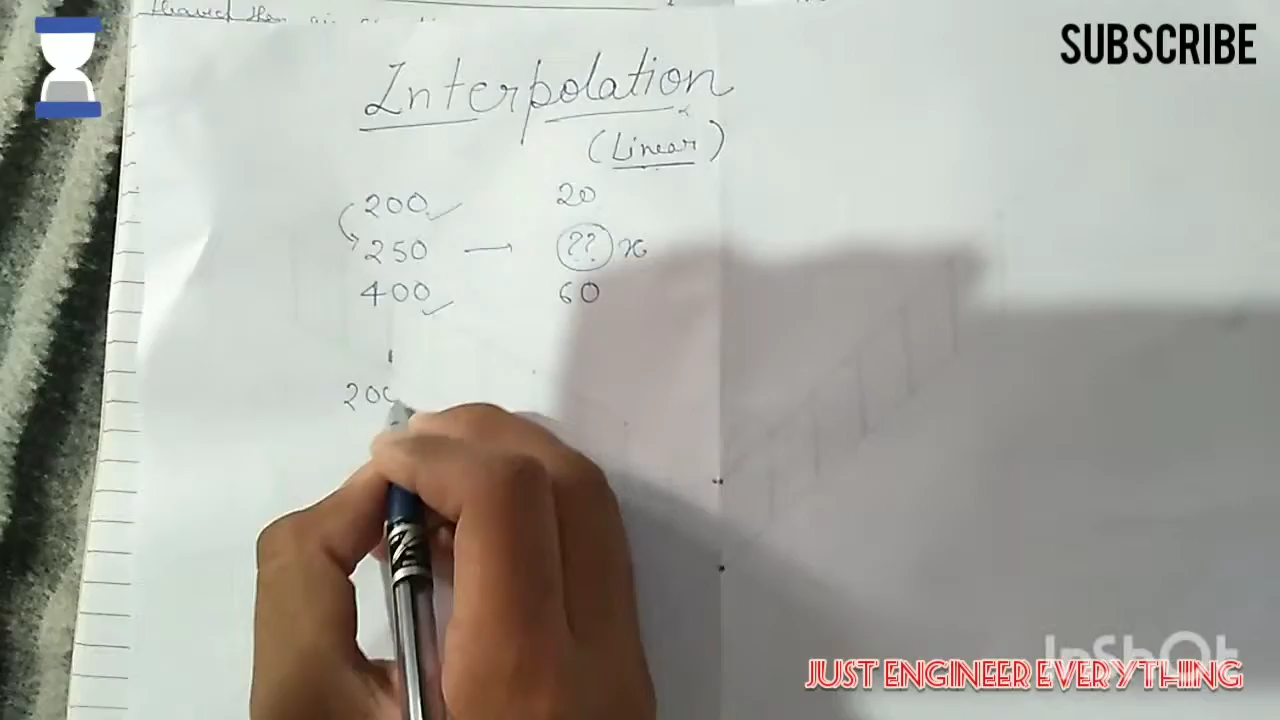 SUBSCRIBE
Interpolation
(Linear)
200 20
250 → ?? x
400 60
200
InShOt
JUST ENGINEER EVERYTHING